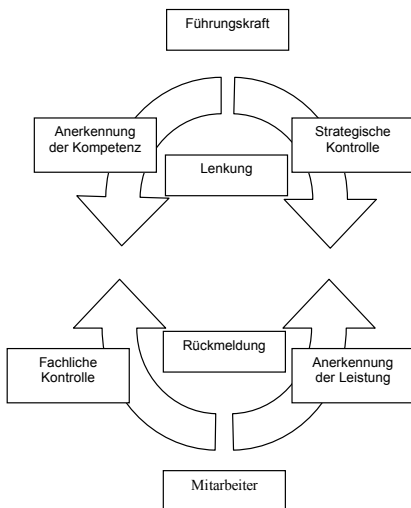 Führungskraft
Anerkennung
der Kompetenz
Strategische
Kontrolle
Lenkung
Rückmeldung
Fachliche
Kontrolle
Anerkennung
der Leistung
Mitarbeiter